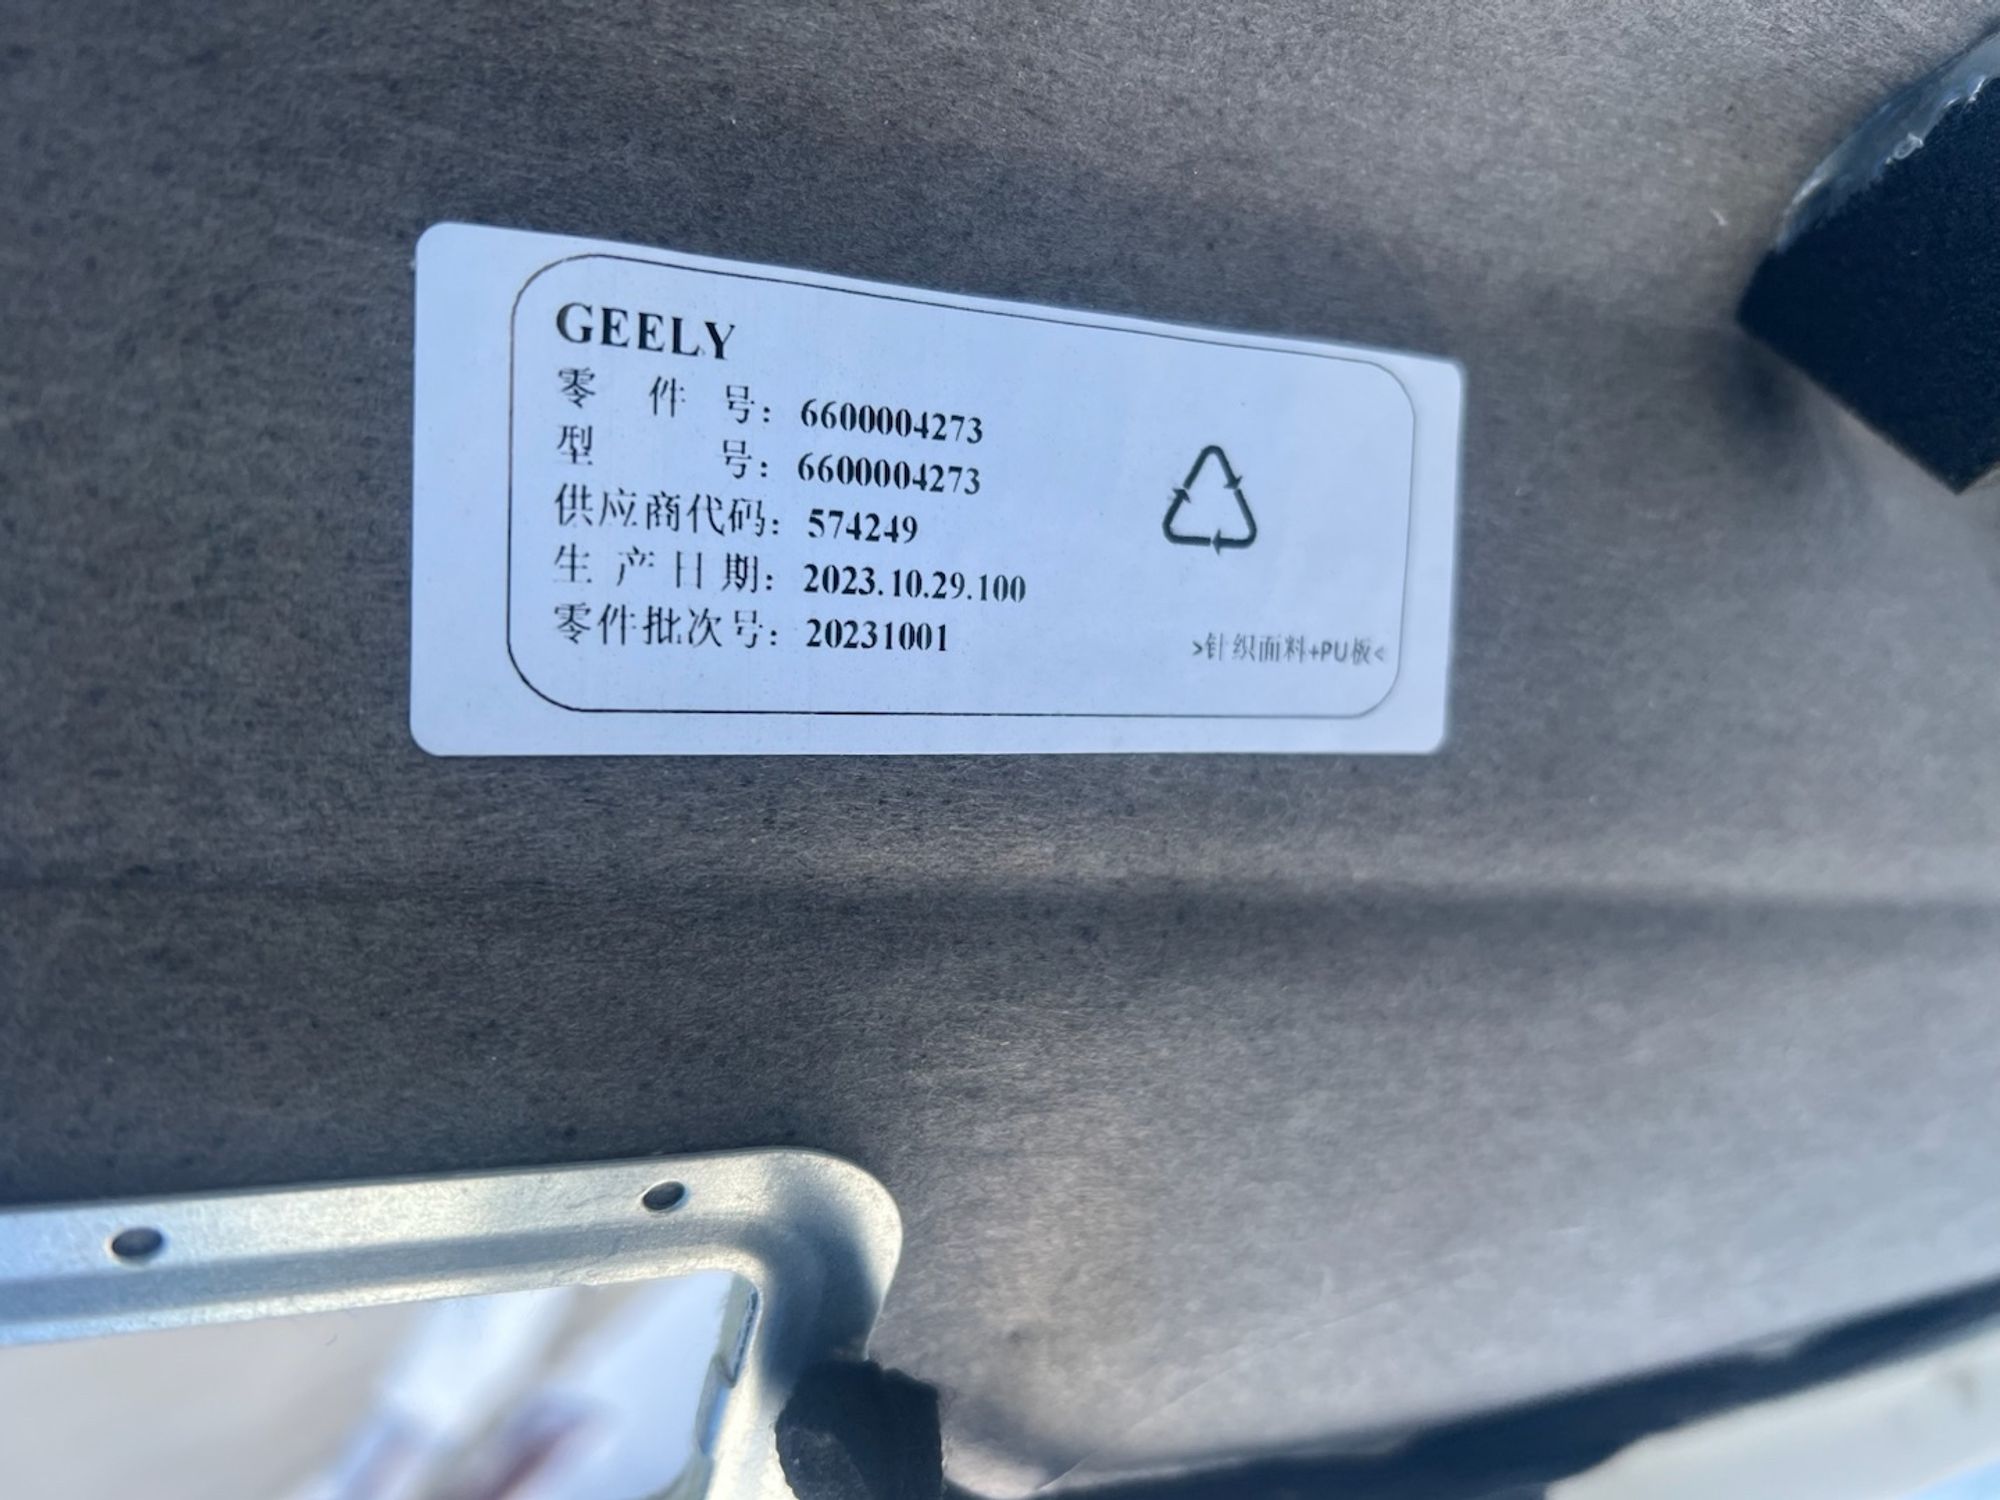 GEELY
零件号：6600004273
型号：6600004273
供应商代码：574249
生产日期：2023.10.29.100
零件批次号：20231001
>针织面料+PU板<